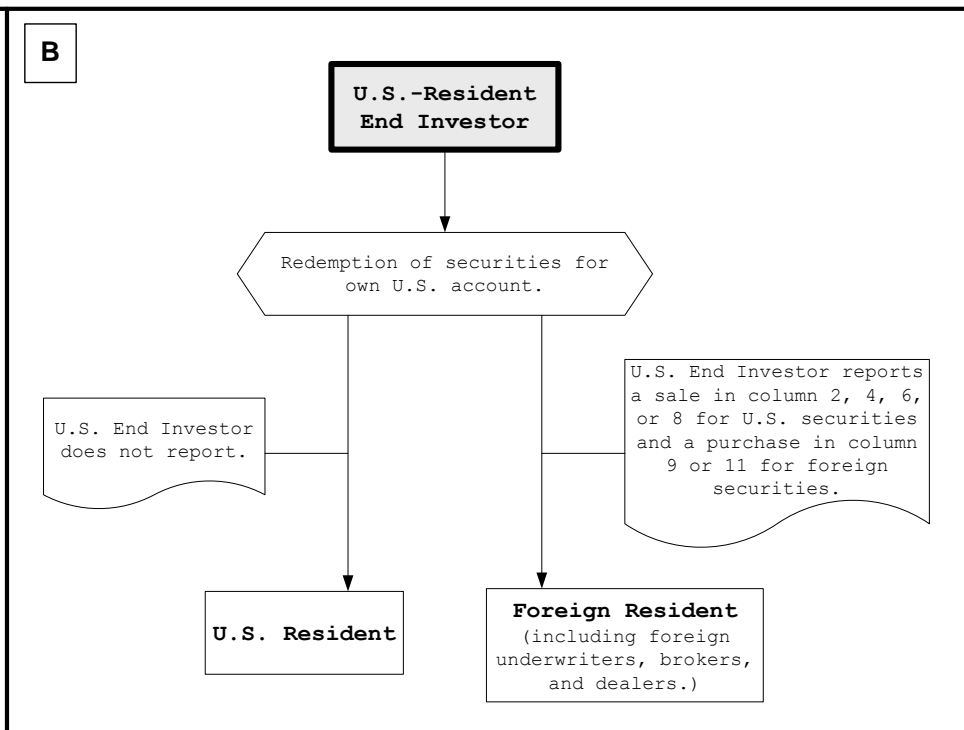 B
U.S.-Resident
End Investor
Redemption of securities for
own U.S. account.
U.S. End Investor
does not report.
U.S. End Investor reports
a sale in column 2, 4, 6,
or 8 for U.S. securities
and a purchase in column
9 or 11 for foreign
securities.
U.S. Resident
Foreign Resident
(including foreign
underwriters, brokers,
and dealers.)